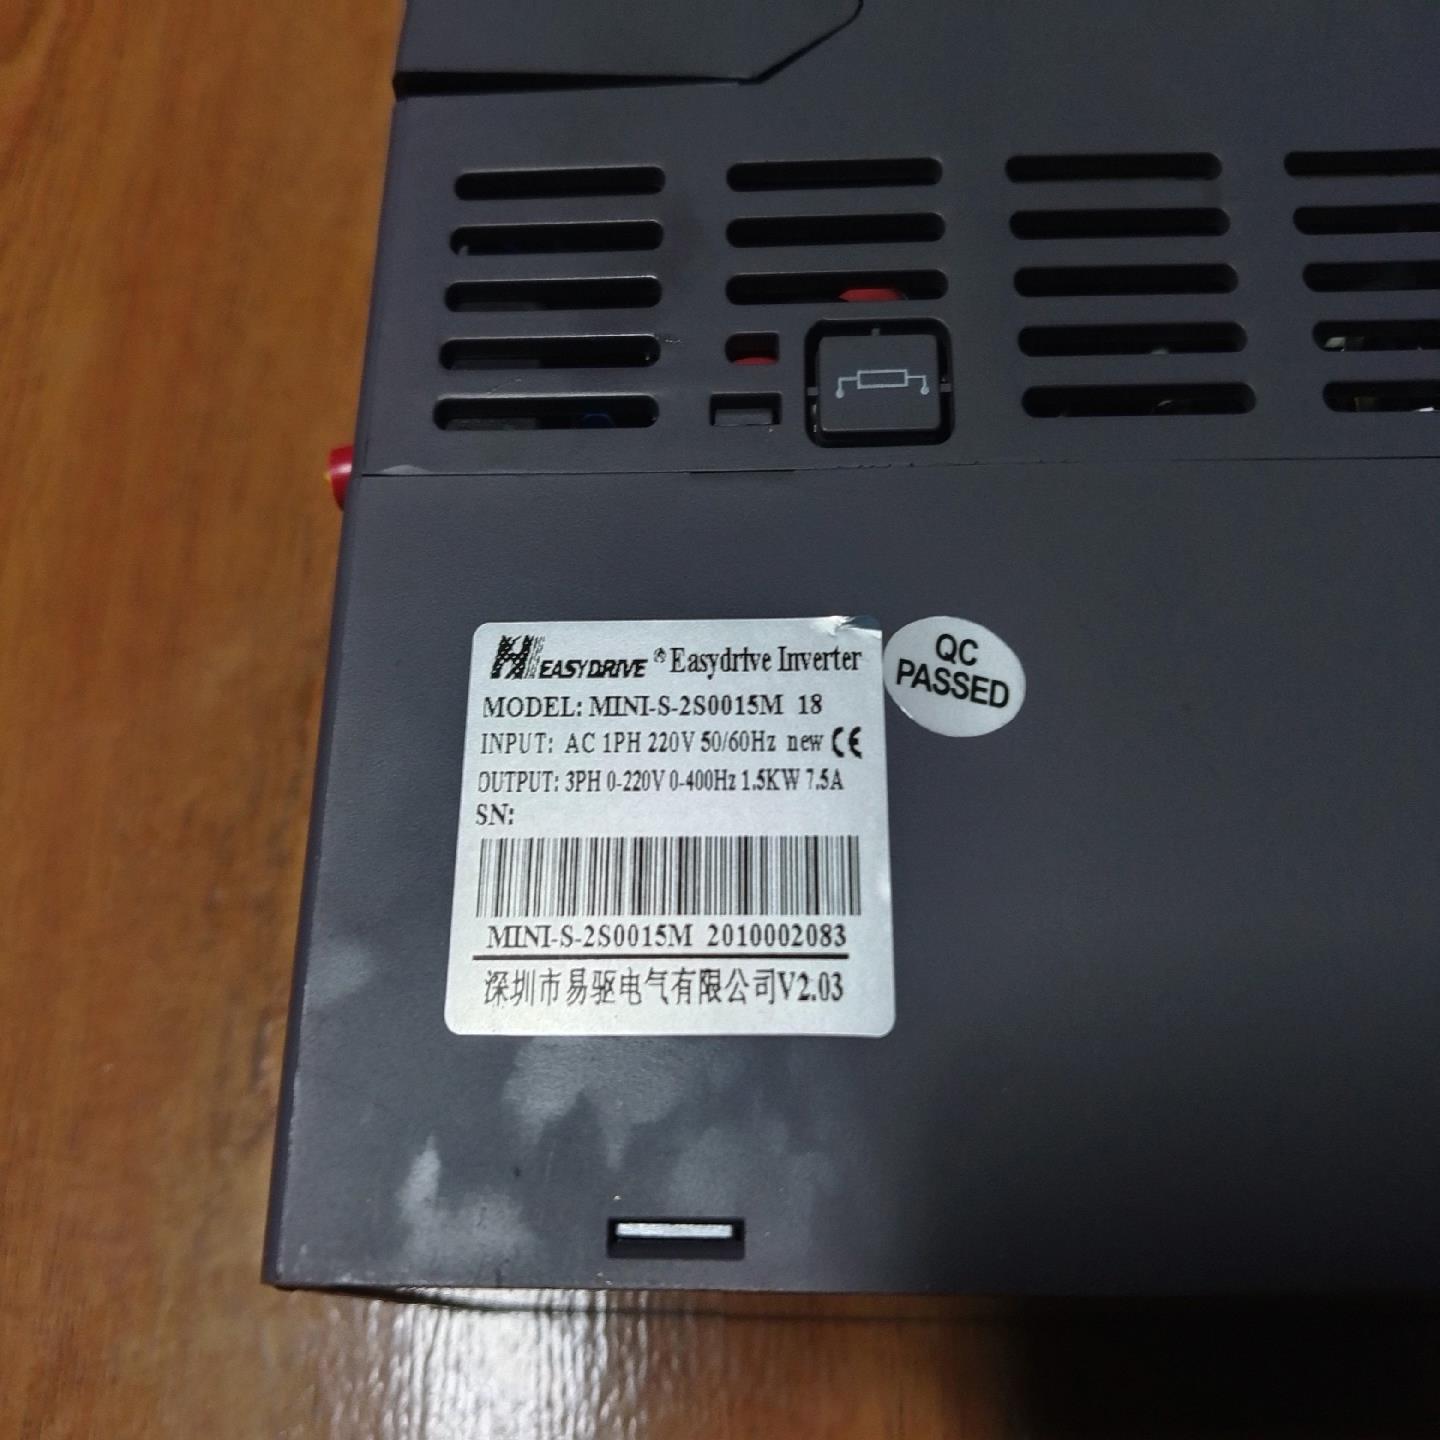 EASYDRIVE ® Easydrive Inverter
MODEL: MINI-S-2S0015M 18
INPUT: AC 1PH 220V 50/60Hz new CE
OUTPUT: 3PH 0-220V 0-400Hz 1.5KW 7.5A
SN:
MINI-S-2S0015M 2010002083
深圳市易驱电气有限公司V2.03
QC
PASSED